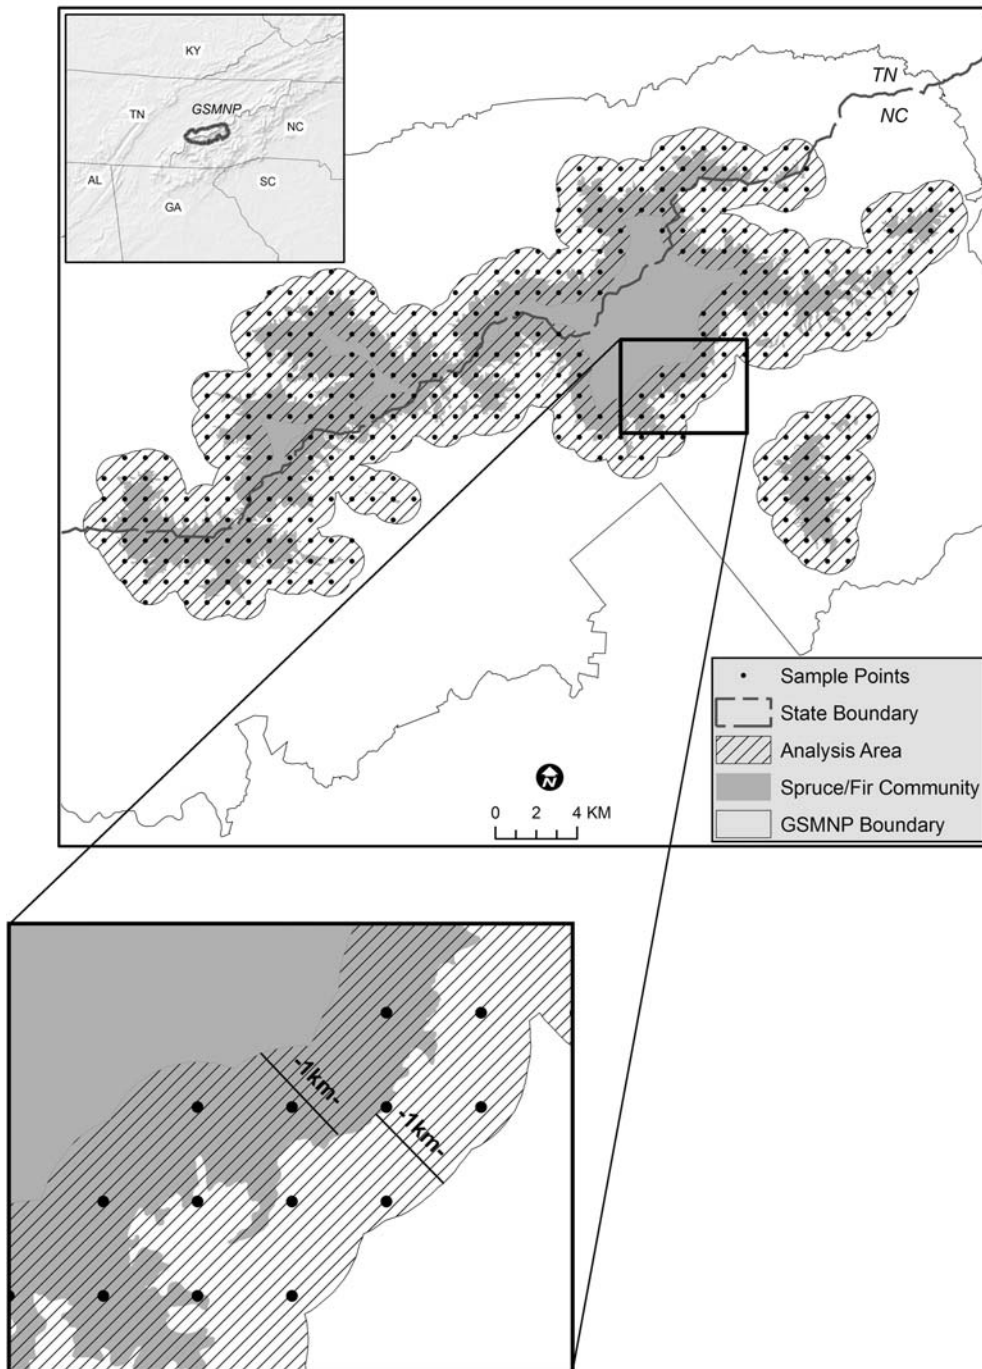 KY
TN
GSMNP
NC
AL
SC
GA
TN
NC
Sample Points
State Boundary
Analysis Area
Spruce/Fir Community
GSMNP Boundary
N
0 2 4 KM
-1km-
-1km-